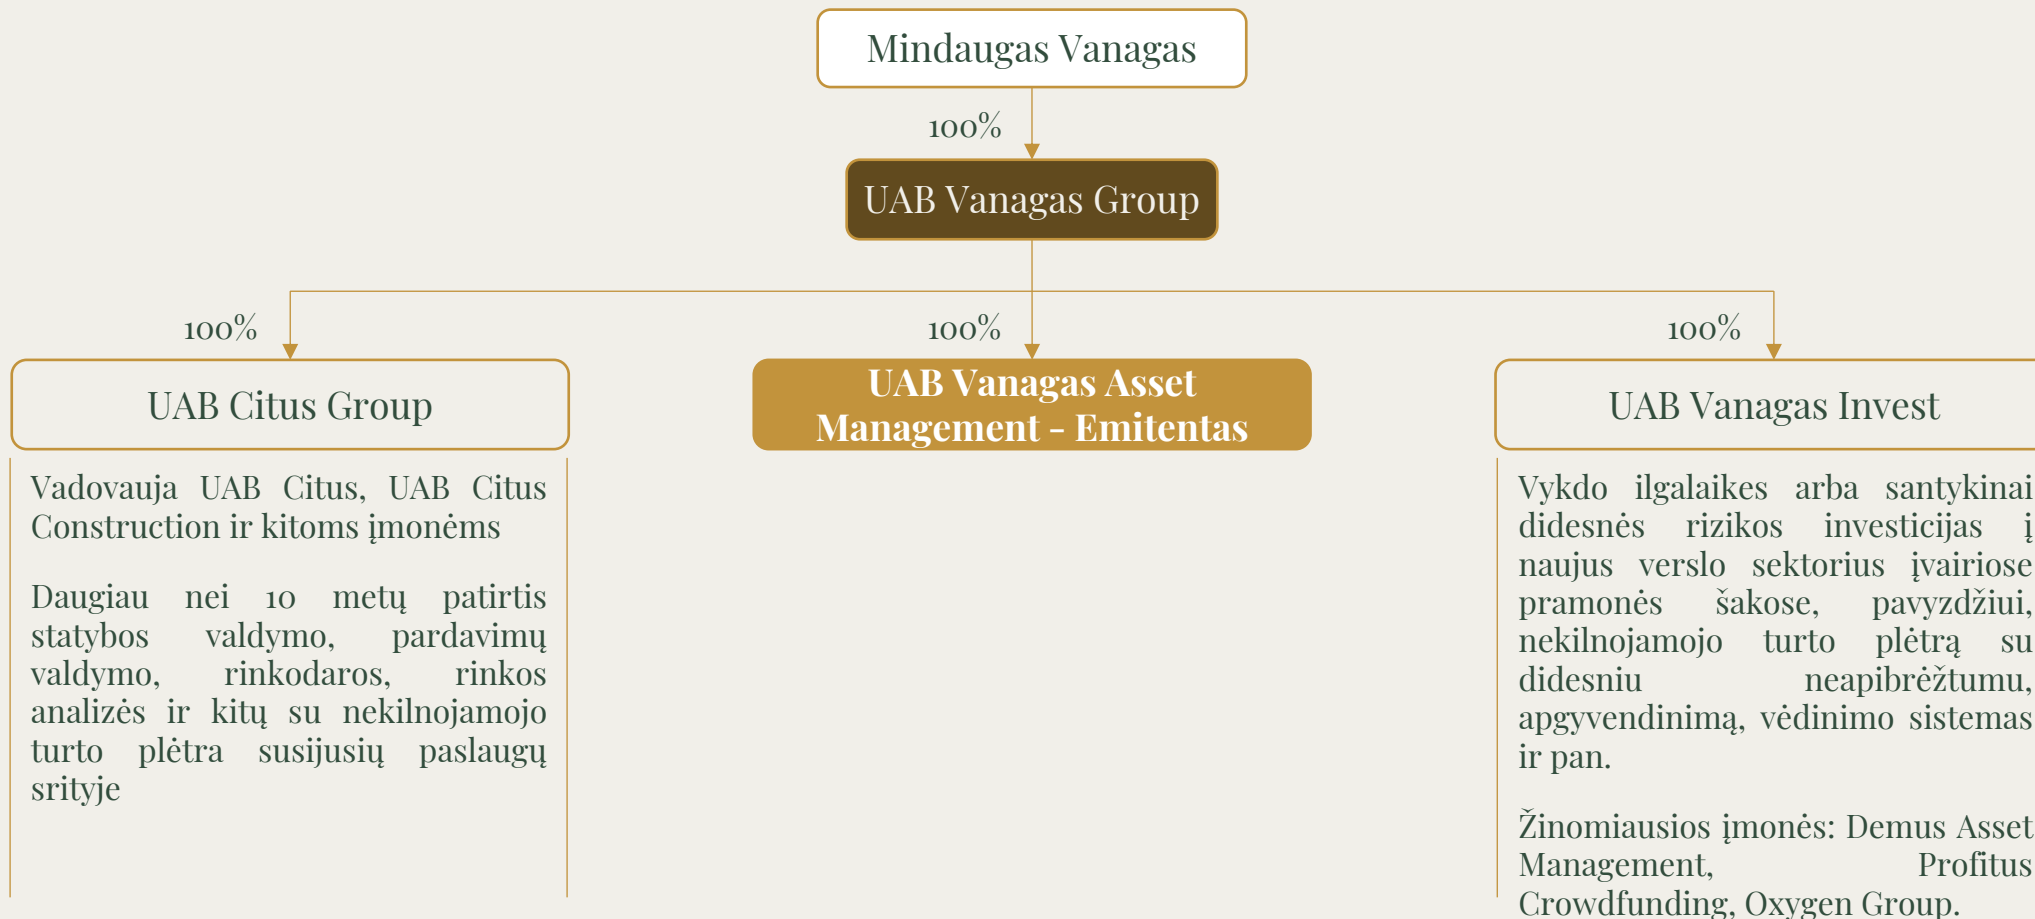 Mindaugas Vanagas
100%
UAB Vanagas Group
100%
100%
100%
UAB Citus Group
UAB Vanagas Asset
Management - Emitentas
UAB Vanagas Invest
Vadovauja UAB Citus, UAB Citus
Construction ir kitoms įmonėms
Daugiau nei 10 metų patirtis
statybos valdymo, pardavimų
valdymo, rinkodaros, rinkos
analizės ir kitų su nekilnojamojo
turto plėtra susijusių paslaugų
srityje
Vykdo ilgalaikes arba santykinai
didesnės rizikos investicijas į
naujus verslo sektorius įvairiose
pramonės šakose, pavyzdžiui,
nekilnojamojo turto plėtrą su
didesniu neapibrėžtumu,
apgyvendinimą, vėdinimo sistemas
ir pan.
Žinomiausios įmonės: Demus Asset
Management, Profitus
Crowdfunding, Oxygen Group.